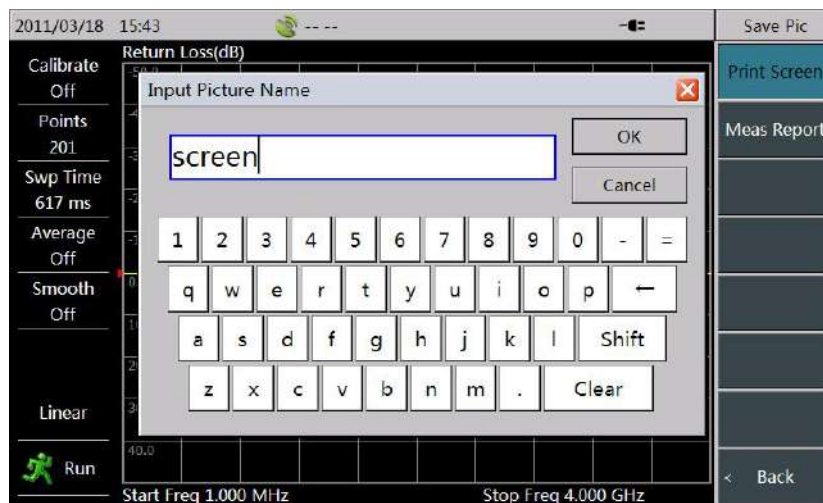 2011/03/18 15:43 -- -- Save Pic
Return Loss(dB)
Calibrate
Off
Points
201
Swp Time
617 ms
Average
Off
Smooth
Off
Linear
Run
Input Picture Name
screen
OK
Cancel
1 2 3 4 5 6 7 8 9 0 - =
q w e r t y u i o p ←
a s d f g h j k l Shift
z x c v b n m . Clear
40.0
Start Freq 1.000 MHz Stop Freq 4.000 GHz
Print Screen
Meas Report
< Back